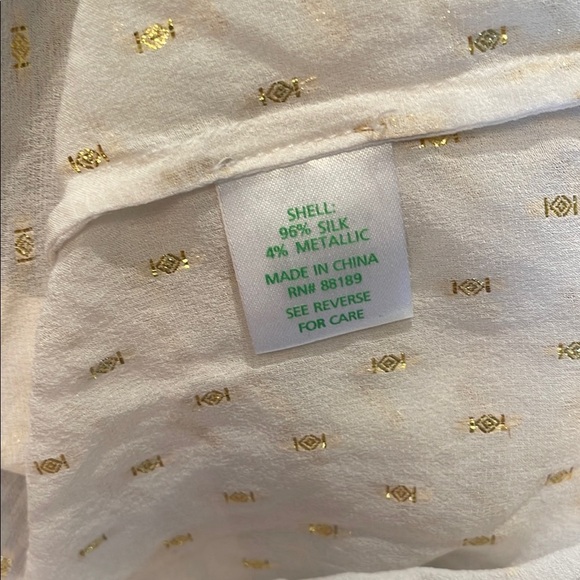 SHELL:
96% SILK
4% METALLIC
MADE IN CHINA
RN# 88189
SEE REVERSE
FOR CARE